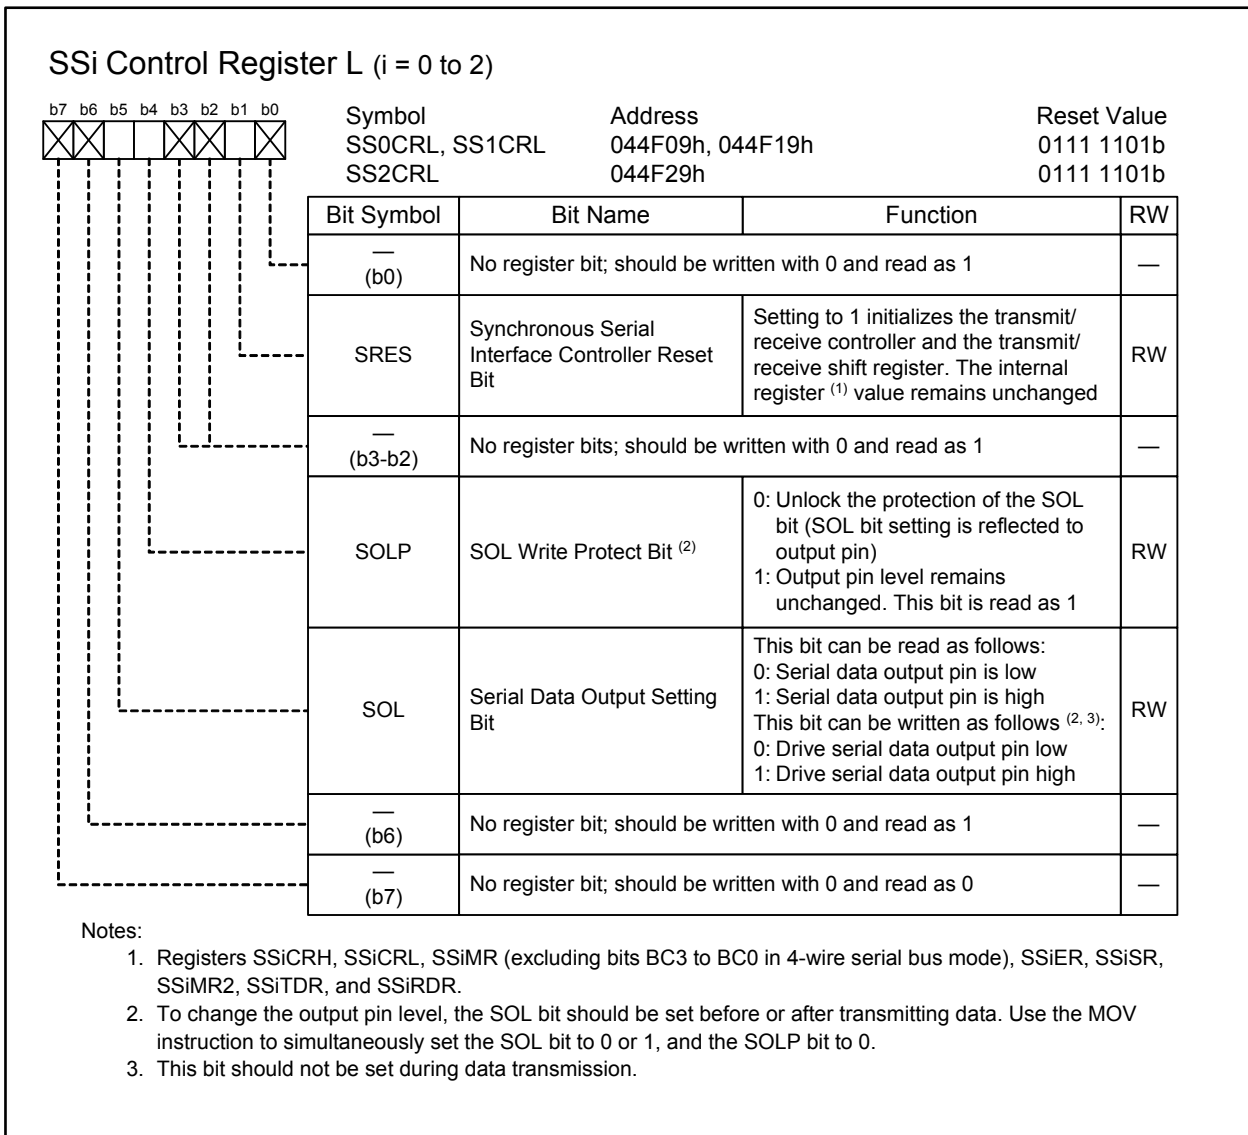 SSi Control Register L (i = 0 to 2)
b7 b6 b5 b4 b3 b2 b1 b0
Symbol Address Reset Value
SS0CRL, SS1CRL 044F09h, 044F19h 0111 1101b
SS2CRL 044F29h 0111 1101b
Bit Symbol Bit Name Function RW
—
(b0)
No register bit; should be written with 0 and read as 1
—
SRES
Synchronous Serial
Interface Controller Reset
Bit
Setting to 1 initializes the transmit/
receive controller and the transmit/
receive shift register. The internal
register (1) value remains unchanged
RW
—
(b3-b2)
No register bits; should be written with 0 and read as 1
—
SOLP
SOL Write Protect Bit (2)
0: Unlock the protection of the SOL
bit (SOL bit setting is reflected to
output pin)
1: Output pin level remains
unchanged. This bit is read as 1
RW
SOL
Serial Data Output Setting
Bit
This bit can be read as follows:
0: Serial data output pin is low
1: Serial data output pin is high
This bit can be written as follows (2, 3):
0: Drive serial data output pin low
1: Drive serial data output pin high
RW
—
(b6)
No register bit; should be written with 0 and read as 1
—
—
(b7)
No register bit; should be written with 0 and read as 0
—
Notes:
1. Registers SSiCRH, SSiCRL, SSiMR (excluding bits BC3 to BC0 in 4-wire serial bus mode), SSiER, SSiSR,
SSiMR2, SSiTDR, and SSiRDR.
2. To change the output pin level, the SOL bit should be set before or after transmitting data. Use the MOV
instruction to simultaneously set the SOL bit to 0 or 1, and the SOLP bit to 0.
3. This bit should not be set during data transmission.